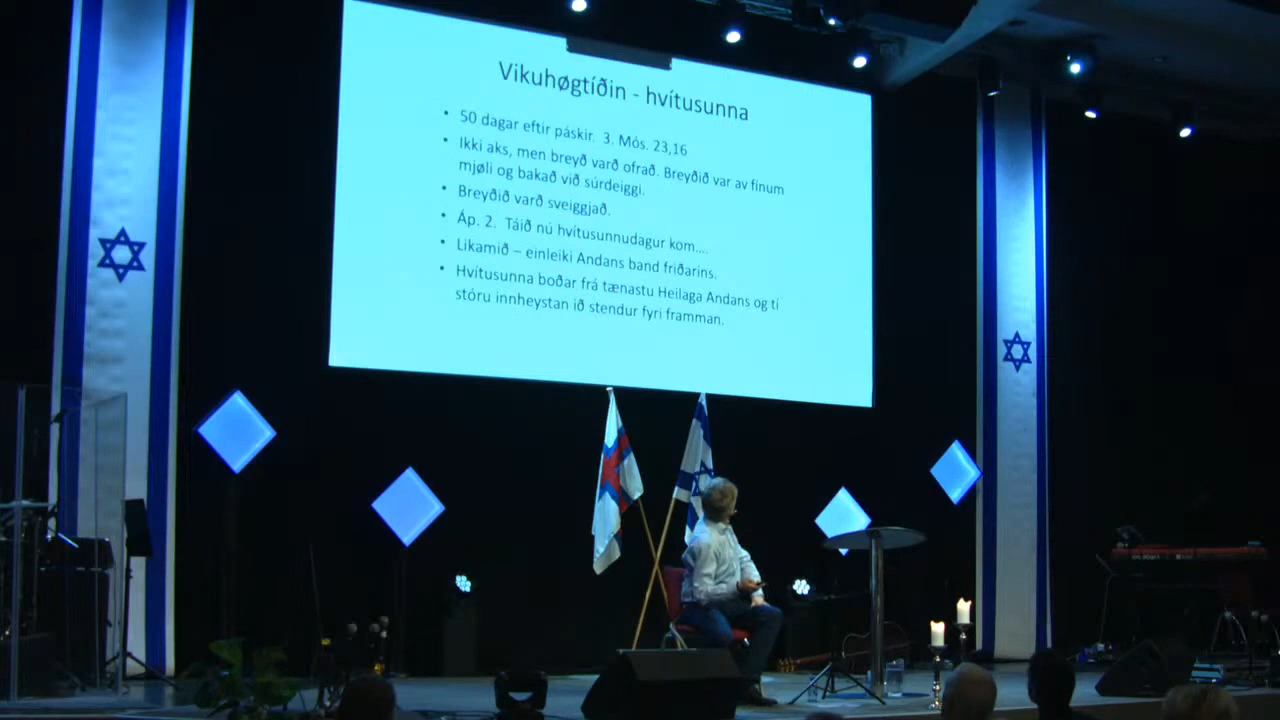 Vikuhøgtíðin - hvítusunna
• 50 dagar eftir páskir. 3. Mós. 23,16
• Ikki aks, men breyð varð ofrað. Breyðið var av fínum
mjøli og bakað við súrdeiggi.
• Breyðið varð sveiggjað.
• Áp. 2. Táið nú hvítusunnudagur kom....
• Likamið – einleiki Andans band friðarins.
• Hvítusunna boðar frá tænastu Heilaga Andans og tí
stóru innheystan ið stendur fyri framman.